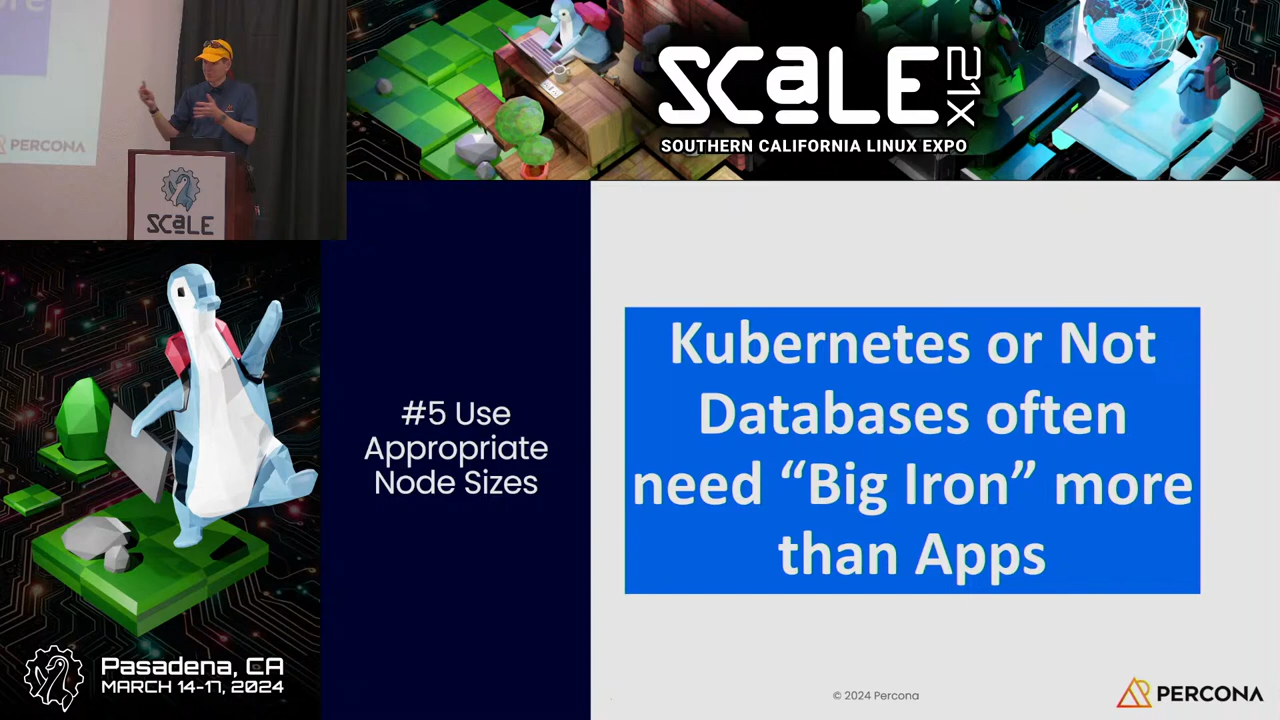 PERCONA
SCALE
SCALE 21X
SOUTHERN CALIFORNIA LINUX EXPO
#5 Use
Appropriate
Node Sizes
Kubernetes or Not
Databases often
need “Big Iron” more
than Apps
Pasadena, CA
MARCH 14-17, 2024
© 2024 Percona
PERCONA